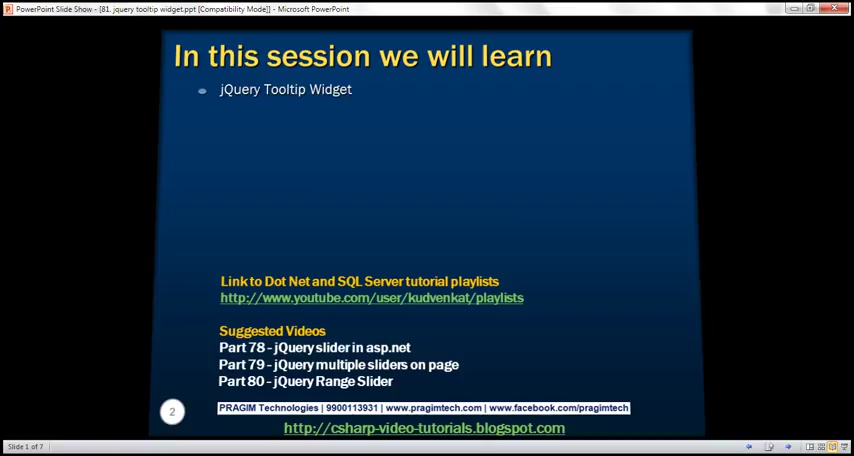 PowerPoint Slide Show - [81. jquery tooltip widget.ppt [Compatibility Mode]] - Microsoft PowerPoint
In this session we will learn
jQuery Tooltip Widget
Link to Dot Net and SQL Server tutorial playlists
http://www.youtube.com/user/kudvenkat/playlists
Suggested Videos
Part 78 - jQuery slider in asp.net
Part 79 - jQuery multiple sliders on page
Part 80 - jQuery Range Slider
2
PRAGIM Technologies | 9900113931 | www.pragimtech.com | www.facebook.com/pragimtech
http://csharp-video-tutorials.blogspot.com
Slide 1 of 7